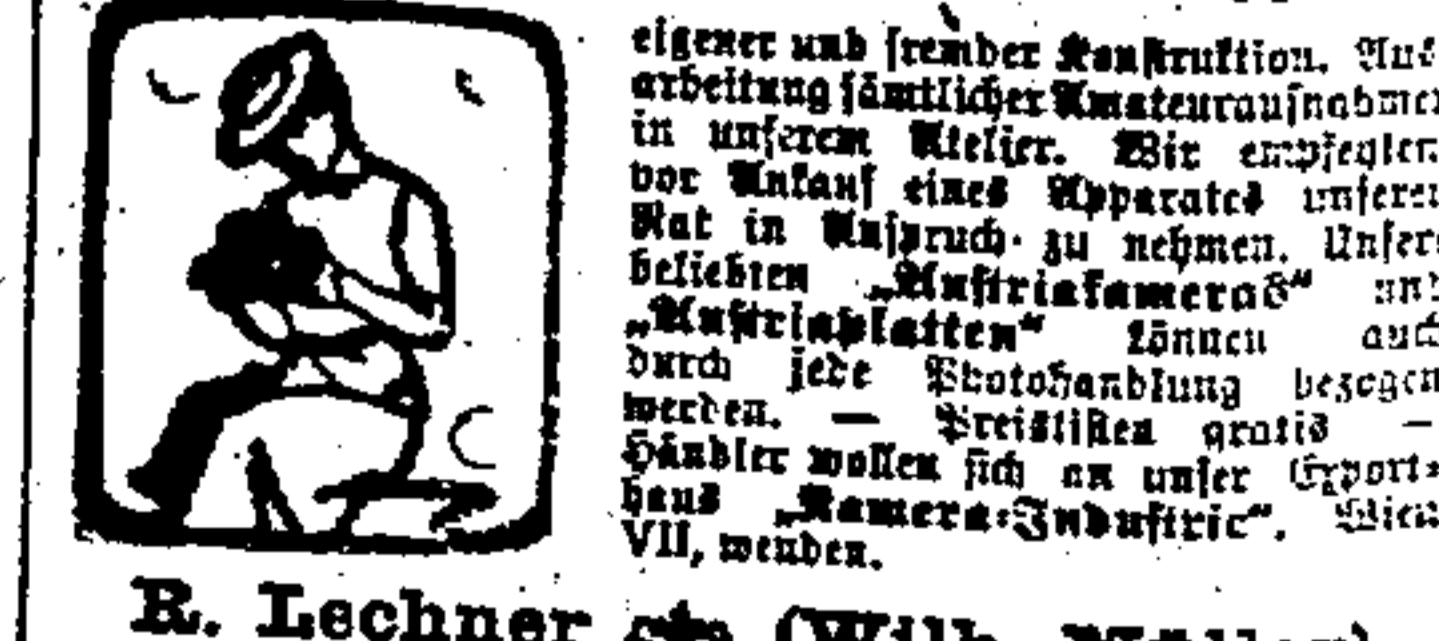 eigener und fremder Konstruktion. Aus-
arbeitung sämtlicher Amateuraufnahmen
in unserem Atelier. Wir empfehlen
vor Ankauf eines Apparates unseren
Rat in Anspruch zu nehmen. Unsere
beliebten „Austriakameras“ und
„Austriaplatten“ können auch
durch jede Photohandlung bezogen
werden. — Preislisten gratis —
Händler wollen sich an unser Export-
haus „Kamera-Industrie“, Wien
VII, wenden.
R. Lechner (Wilh. Müller)